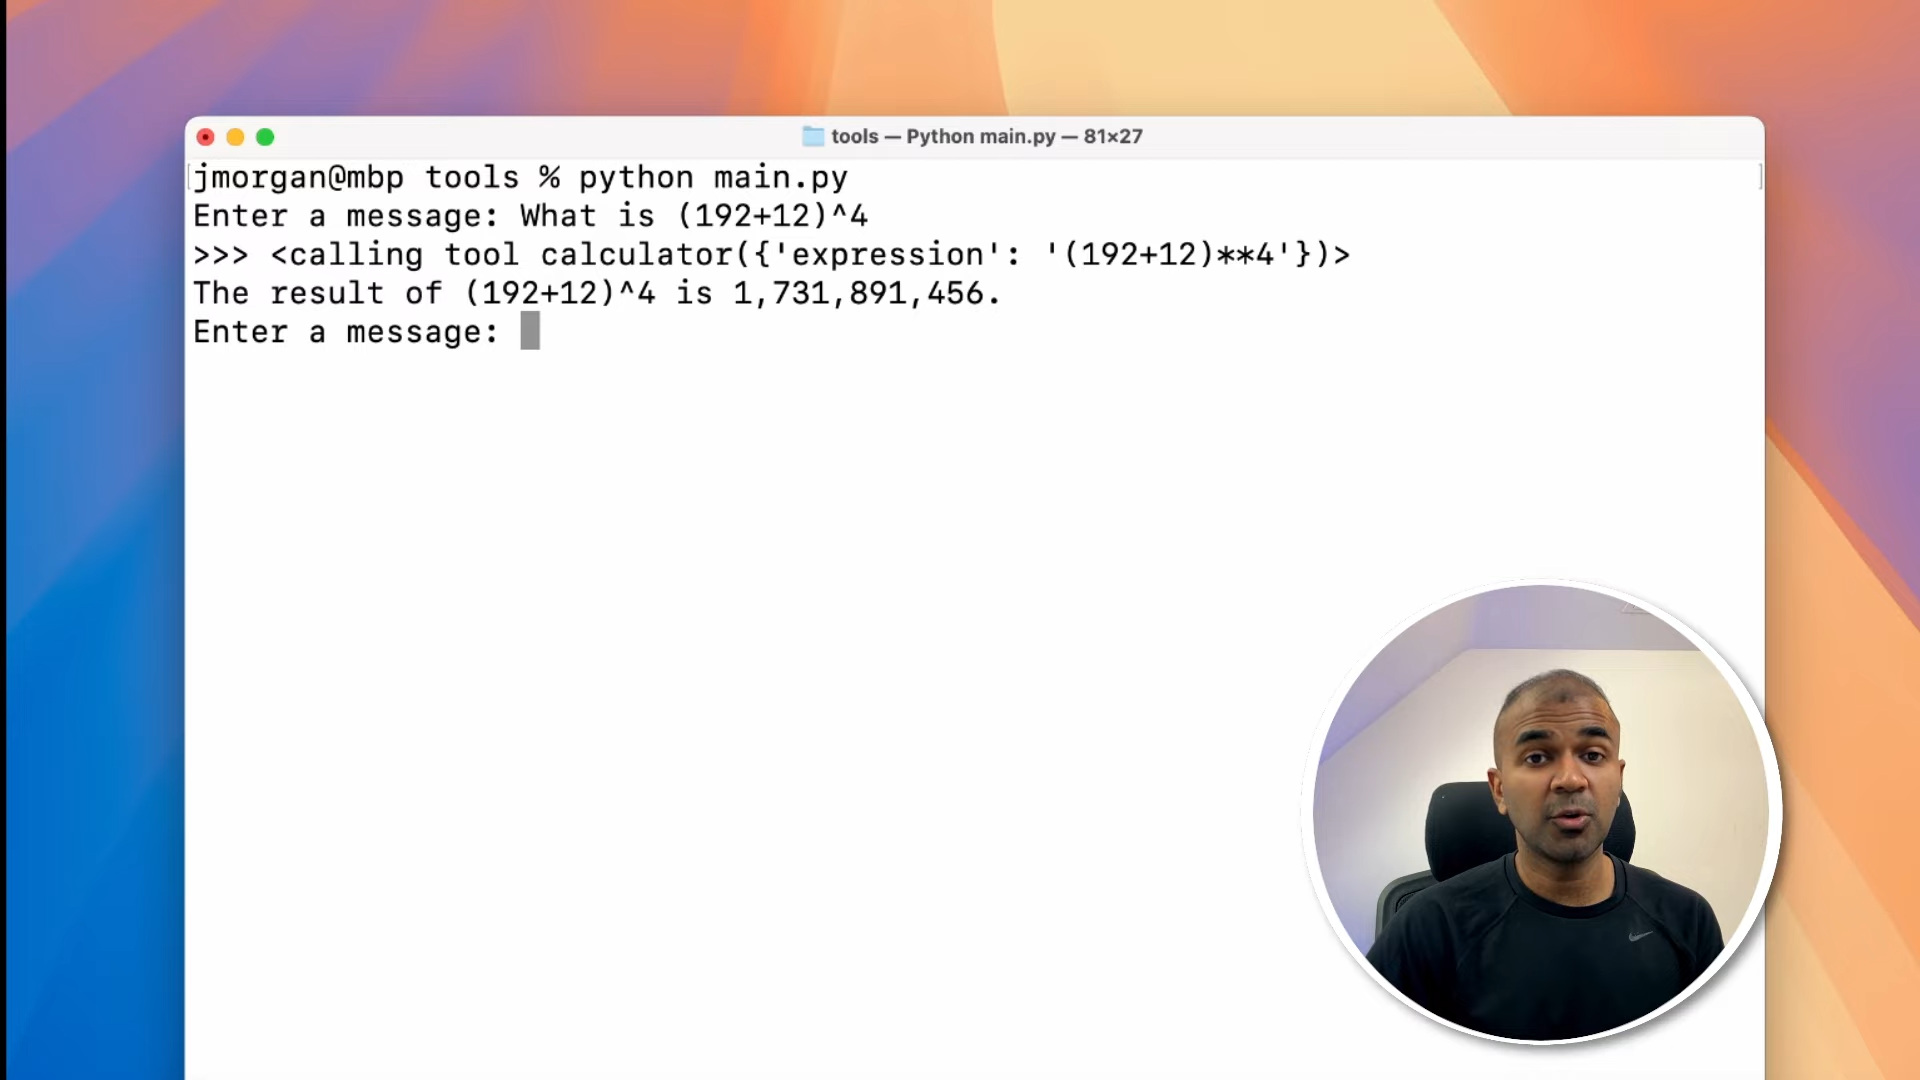 tools — Python main.py — 81×27
jmorgan@mbp tools % python main.py
Enter a message: What is (192+12)^4
>>> <calling tool calculator({'expression': '(192+12)**4'})>
The result of (192+12)^4 is 1,731,891,456.
Enter a message: